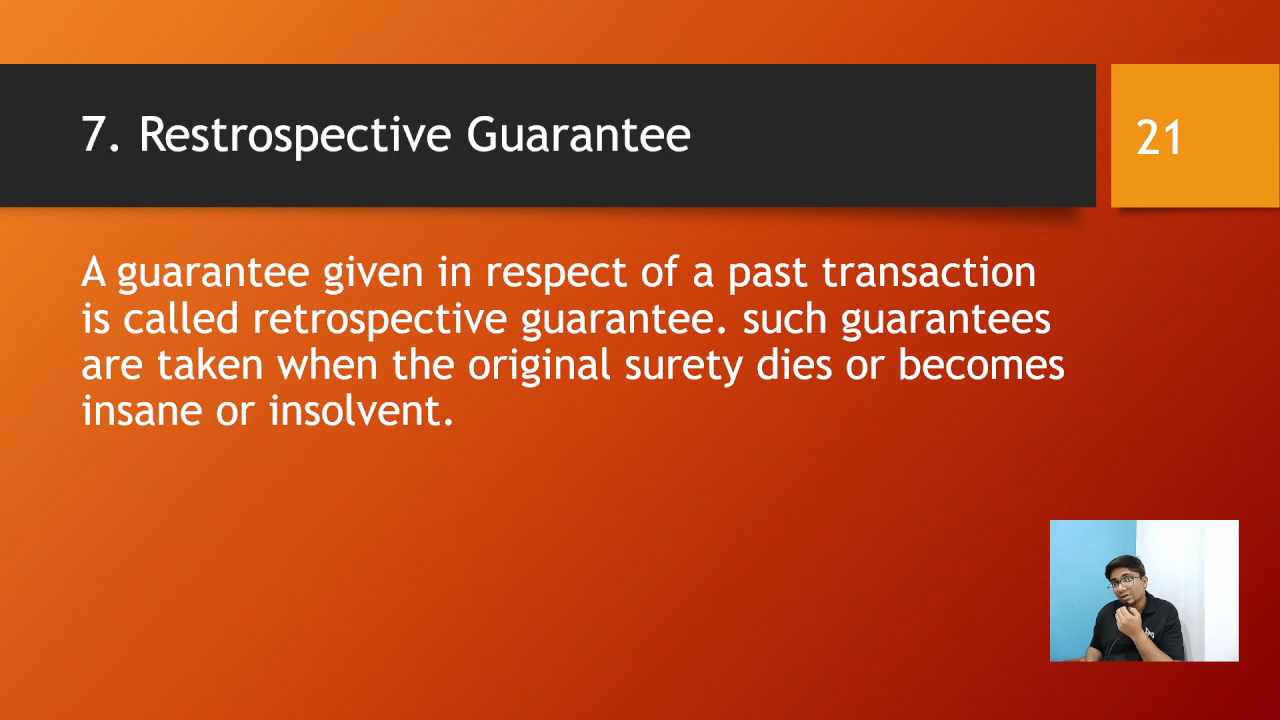 7. Restrospective Guarantee
21
A guarantee given in respect of a past transaction
is called retrospective guarantee. such guarantees
are taken when the original surety dies or becomes
insane or insolvent.